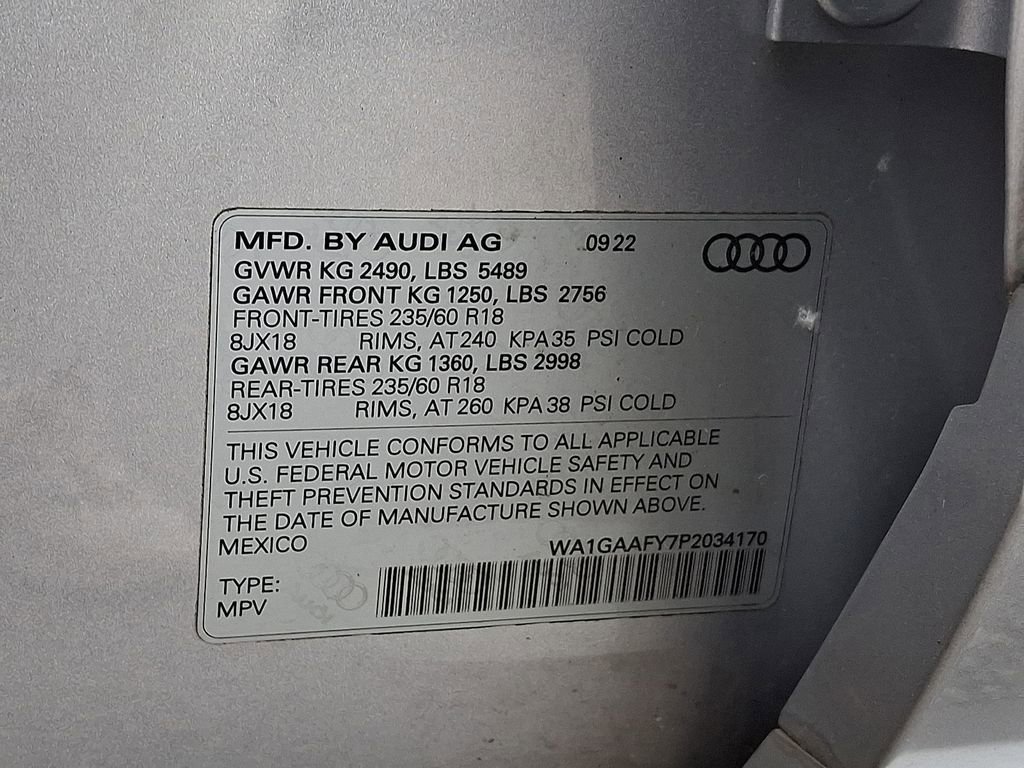 MFD. BY AUDI AG 09 22
GVWR KG 2490, LBS 5489
GAWR FRONT KG 1250, LBS 2756
FRONT-TIRES 235/60 R18
8JX18 RIMS, AT 240 KPA 35 PSI COLD
GAWR REAR KG 1360, LBS 2998
REAR-TIRES 235/60 R18
8JX18 RIMS, AT 260 KPA 38 PSI COLD
THIS VEHICLE CONFORMS TO ALL APPLICABLE
U.S. FEDERAL MOTOR VEHICLE SAFETY AND
THEFT PREVENTION STANDARDS IN EFFECT ON
THE DATE OF MANUFACTURE SHOWN ABOVE.
MEXICO WA1GAAFY7P2034170
TYPE:
MPV